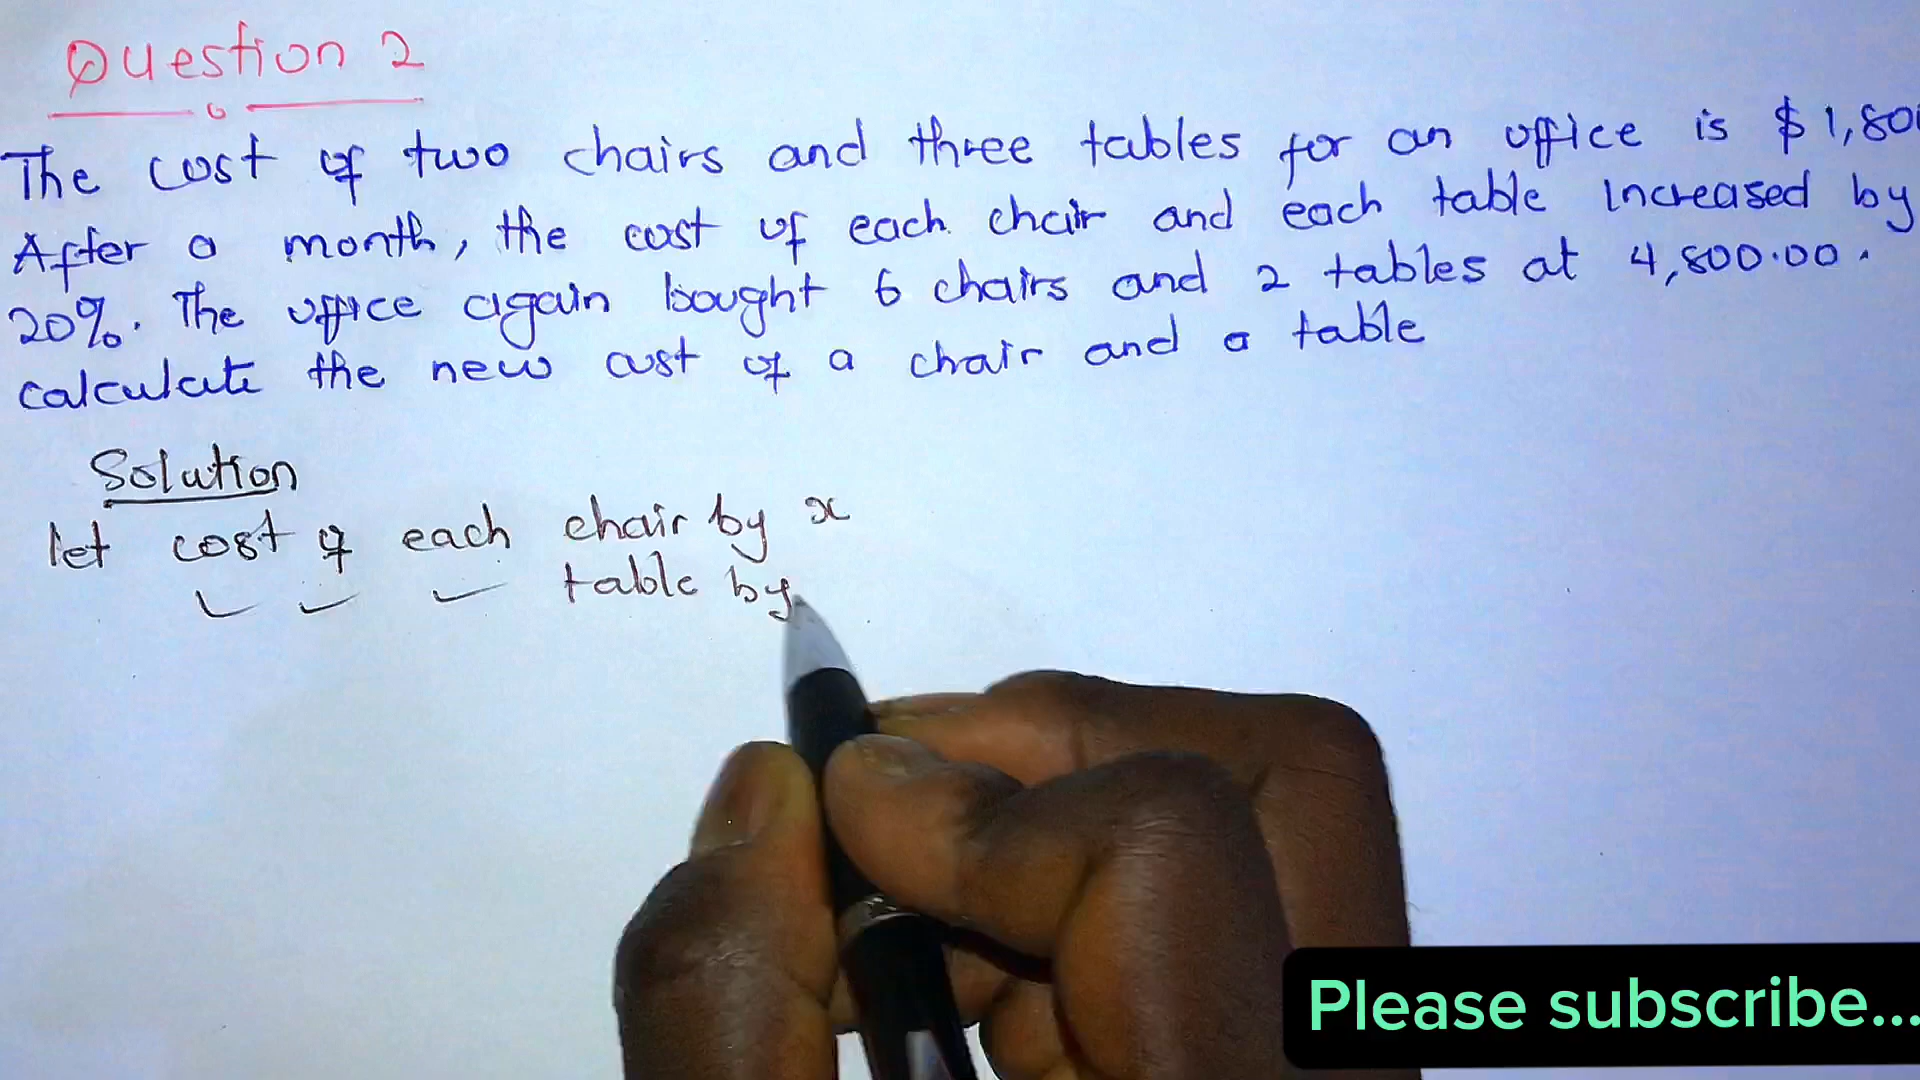 Question 2
The cost of two chairs and three tables for an office is $1,80
After a month, the cost of each chair and each table increased by
20%. The office again bought 6 chairs and 2 tables at 4,800.00.
calculate the new cost of a chair and a table
Solution
let cost of each chair by x
table by
Please subscribe...